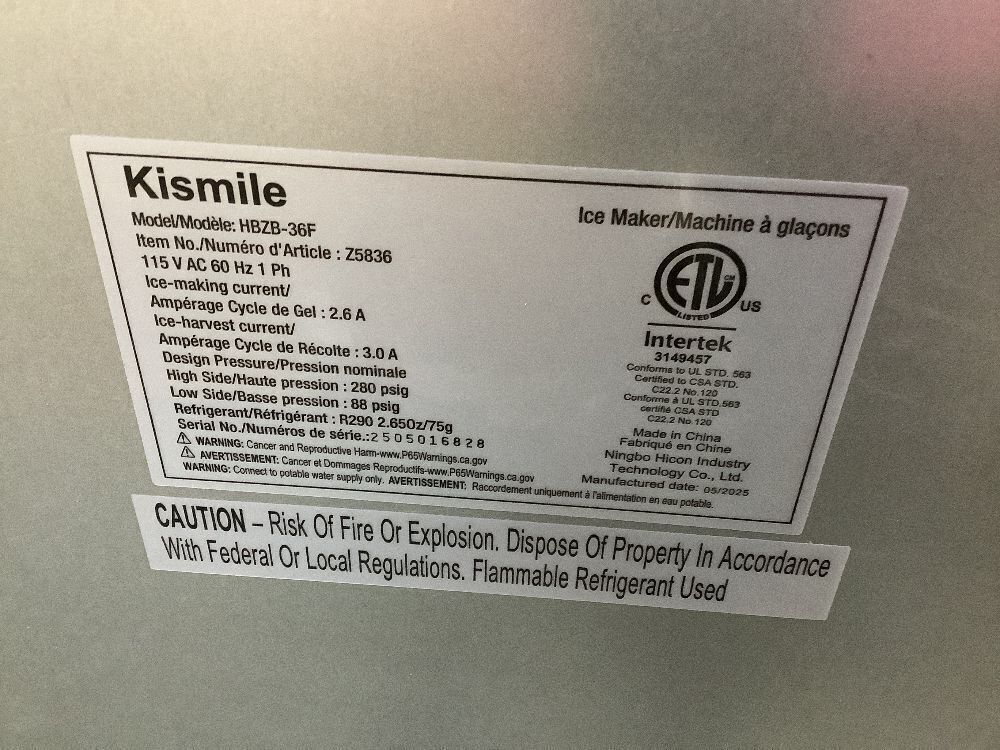 Kismile
Model/Modèle: HBZB-36F
Item No./Numéro d'Article : Z5836
115 V AC 60 Hz 1 Ph
Ice-making current/
Ampérage Cycle de Gel : 2.6 A
Ice-harvest current/
Ampérage Cycle de Récolte : 3.0 A
Design Pressure/Pression nominale
High Side/Haute pression : 280 psig
Low Side/Basse pression : 88 psig
Refrigerant/Réfrigérant : R290 2.65Oz/75g
Serial No./Numéros de série.:2505016828
Ice Maker/Machine à glaçons
ETL CM
C US
LISTED
Intertek
3149457
Conforms to UL STD. 563
Certified to CSA STD.
C22.2 No.120
Conforme à UL STD.563
certifié CSA STD
C22.2 No.120
Made in China
Fabriqué en Chine
Ningbo Hicon Industry
Technology Co., Ltd.
Manufactured date: 05/2025
WARNING: Cancer and Reproductive Harm-www.P65Warnings.ca.gov
AVERTISSEMENT: Cancer et Dommages Reproductifs-www.P65Warnings.ca.gov
WARNING: Connect to potable water supply only. AVERTISSEMENT: Raccordement uniquement à l'alimentation en eau potable.
CAUTION – Risk Of Fire Or Explosion. Dispose Of Property In Accordance
With Federal Or Local Regulations. Flammable Refrigerant Used